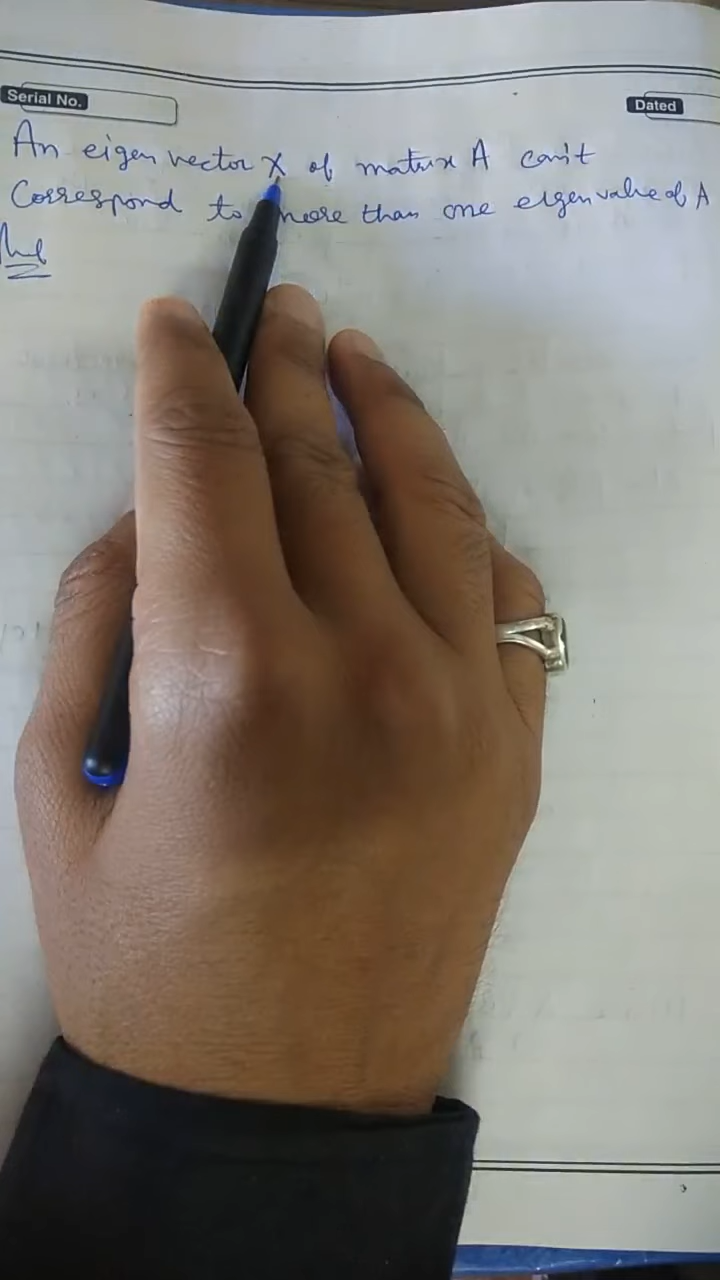 Serial No.
Dated
An eigen vector X of matrix A can't
Correspond to more than one eigen value of A